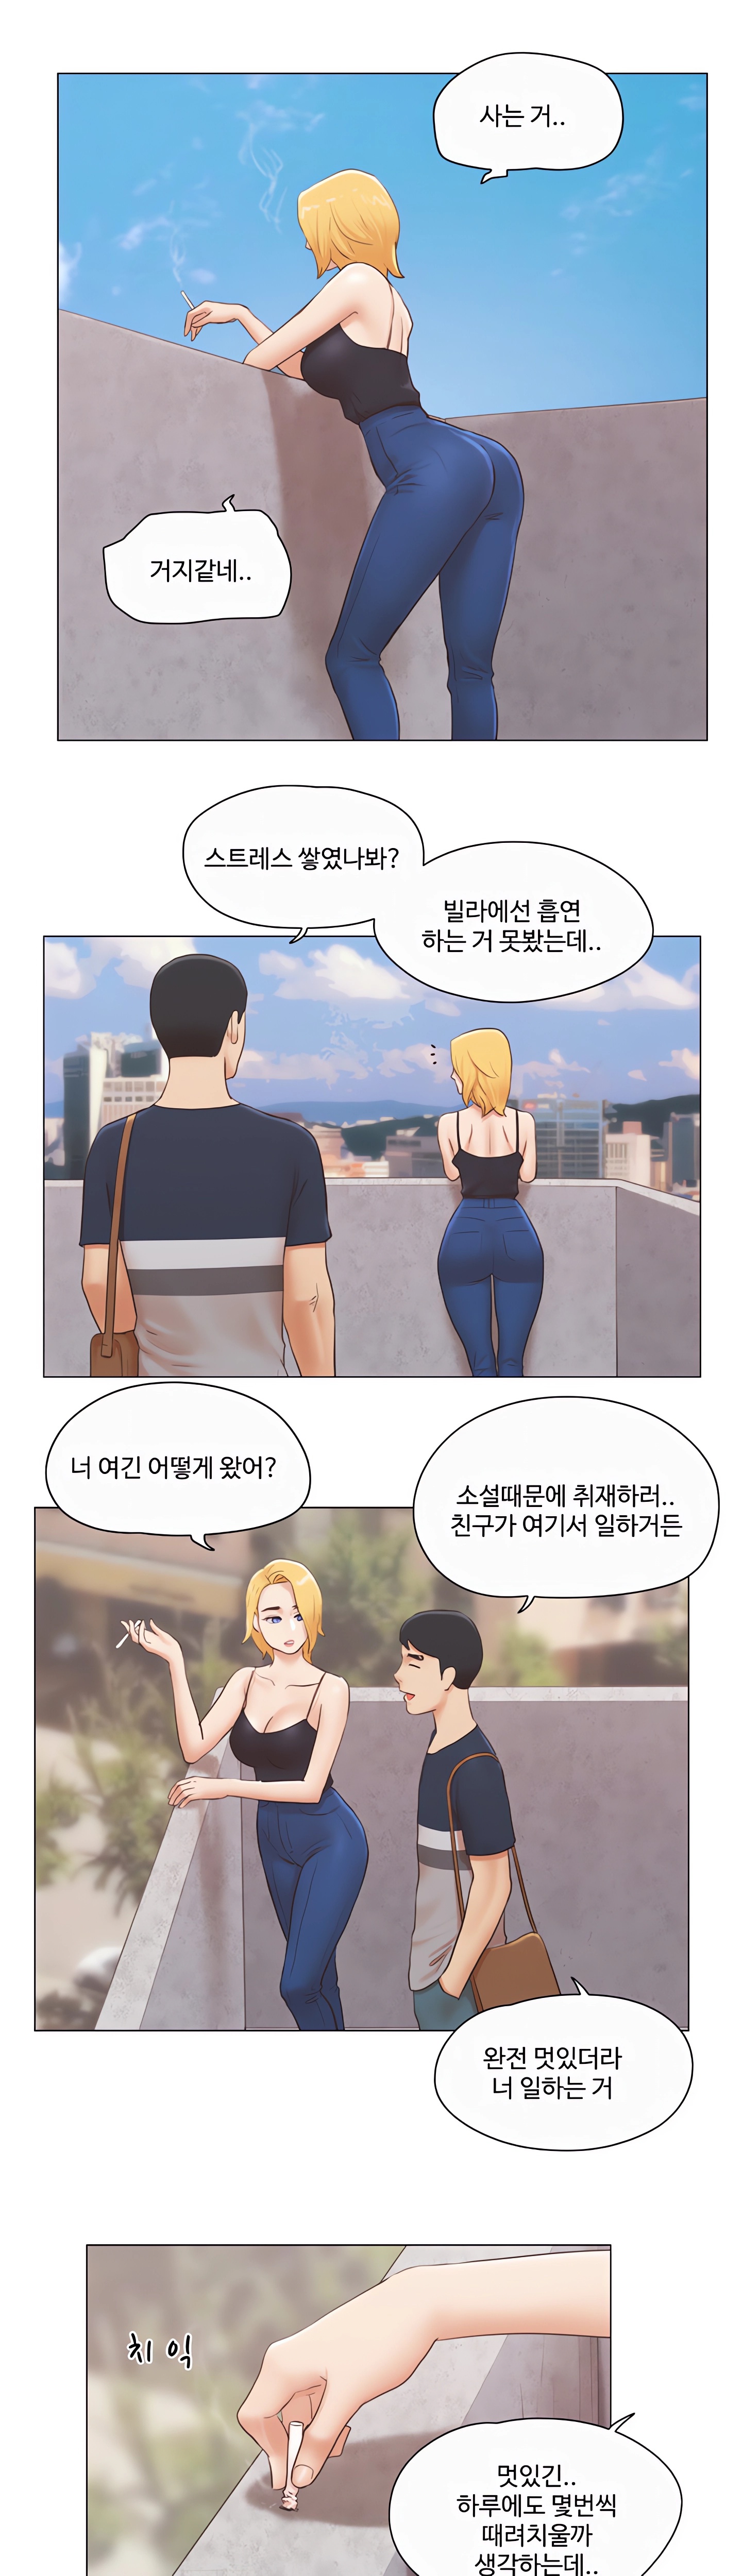 사는 거..
거지같네..
스트레스 쌓였나봐?
빌라에선 흡연
하는 거 못봤는데..
너 여긴 어떻게 왔어?
소설때문에 취재하러..
친구가 여기서 일하거든
완전 멋있더라
너 일하는 거
치익
멋있긴..
하루에도 몇번씩
때려치울까
생각하는데..